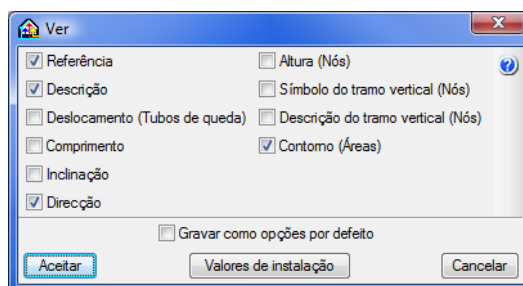 Ver
Referência
Altura (Nós)
Descrição
Símbolo do tramo vertical (Nós)
Deslocamento (Tubos de queda)
Descrição do tramo vertical (Nós)
Comprimento
Contorno (Áreas)
Inclinação
Direcção
Gravar como opções por defeito
Aceitar
Valores de instalação
Cancelar